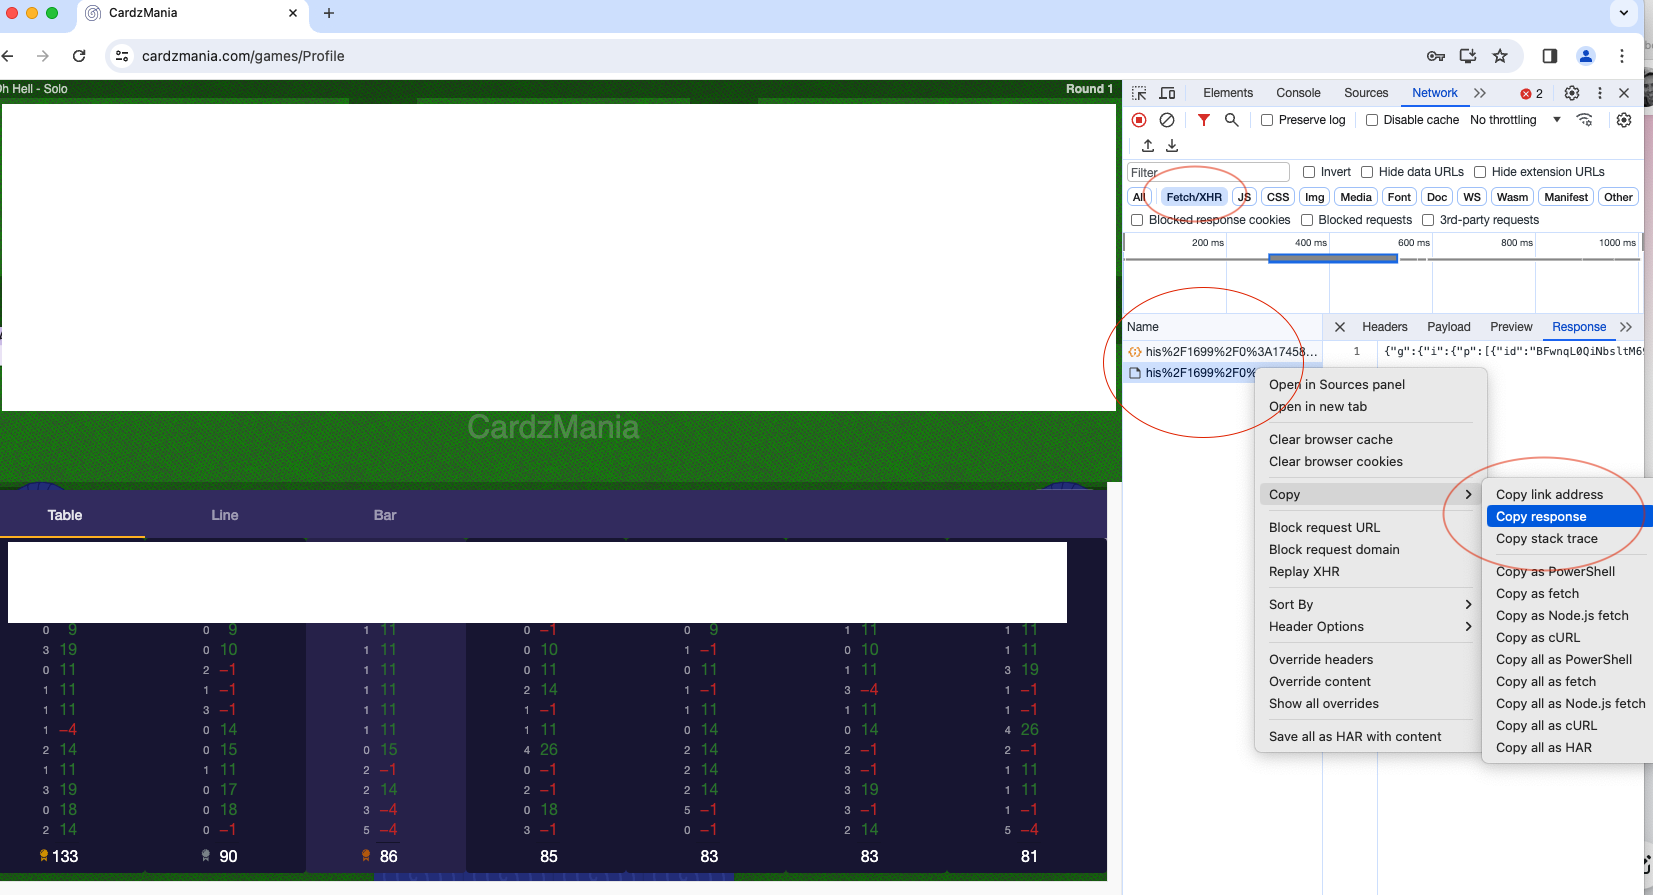 CardzMania
cardzmania.com/games/Profile
h Hell - Solo
Round 1
CardzMania
Table Line Bar
0 9 0 9 1 11 0 −1 0 9 1 11 1 11
3 19 0 10 1 11 0 10 1 −1 0 10 1 11
0 11 2 −1 1 11 0 11 0 11 1 11 3 19
1 11 1 −1 1 11 2 14 1 −1 3 −4 1 −1
1 11 3 −1 1 11 1 −1 1 11 1 11 1 −1
1 −4 0 14 1 11 1 11 0 14 0 14 4 26
2 14 0 15 0 15 4 26 2 14 2 −1 2 −1
1 11 1 11 2 −1 0 −1 2 14 3 −1 1 11
3 19 0 17 2 14 2 −1 2 14 3 19 1 11
0 18 0 18 3 −4 0 18 5 −1 3 −1 1 −1
2 14 0 −1 5 −4 3 −1 0 −1 2 14 5 −4
133 90 86 85 83 83 81
Elements Console Sources Network 2
Preserve log Disable cache No throttling
Filter Invert Hide data URLs Hide extension URLs
All Fetch/XHR JS CSS Img Media Font Doc WS Wasm Manifest Other
Blocked response cookies Blocked requests 3rd-party requests
200 ms 400 ms 600 ms 800 ms 1000 ms
Name Headers Payload Preview Response
his%2F1699%2F0%3A17458... 1 {"g":{"i":{"p":[{"id":"BFwnqL0QiNbsltM6
his%2F1699%2F0%
Open in Sources panel
Open in new tab
Clear browser cache
Clear browser cookies
Copy
Block request URL
Block request domain
Replay XHR
Sort By
Header Options
Override headers
Override content
Show all overrides
Save all as HAR with content
Copy link address
Copy response
Copy stack trace
Copy as PowerShell
Copy as fetch
Copy as Node.js fetch
Copy as cURL
Copy all as PowerShell
Copy all as fetch
Copy all as Node.js fetch
Copy all as cURL
Copy all as HAR